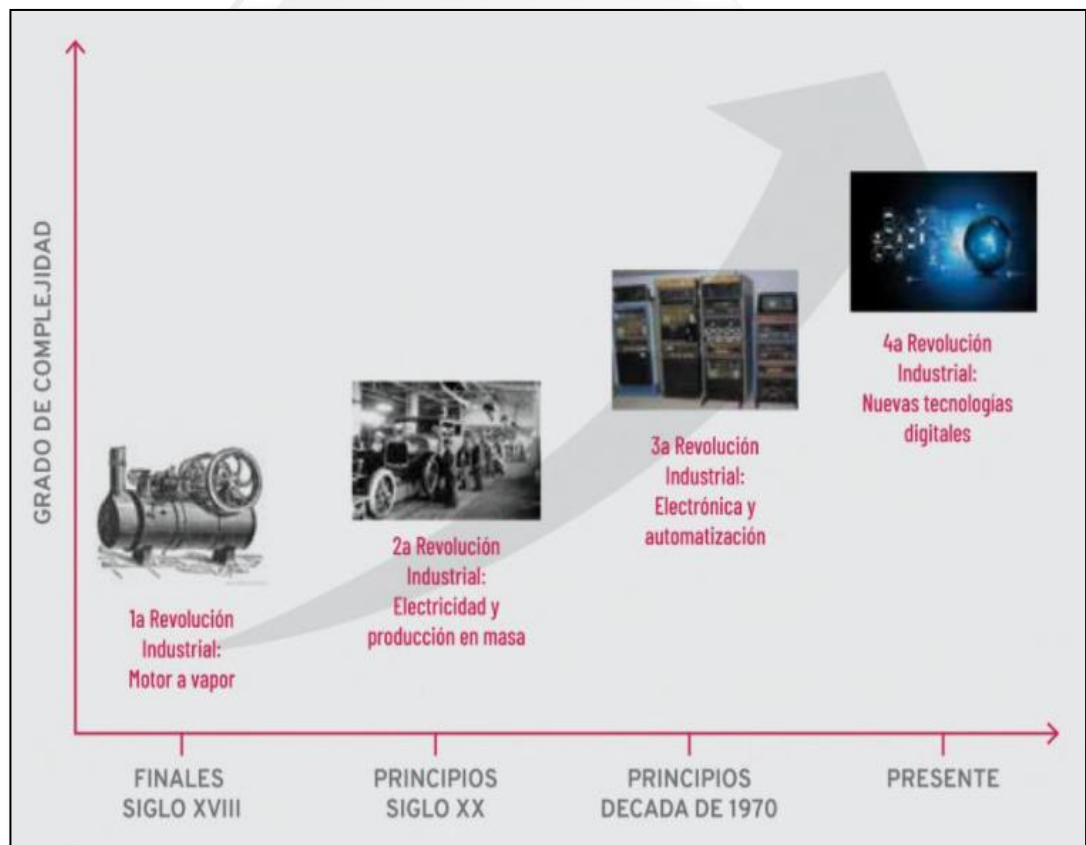 GRADO DE COMPLEJIDAD
1a Revolución
Industrial:
Motor a vapor
2a Revolución
Industrial:
Electricidad y
producción en masa
3a Revolución
Industrial:
Electrónica y
automatización
4a Revolución
Industrial:
Nuevas tecnologías
digitales
FINALES
SIGLO XVIII
PRINCIPIOS
SIGLO XX
PRINCIPIOS
DECADA DE 1970
PRESENTE